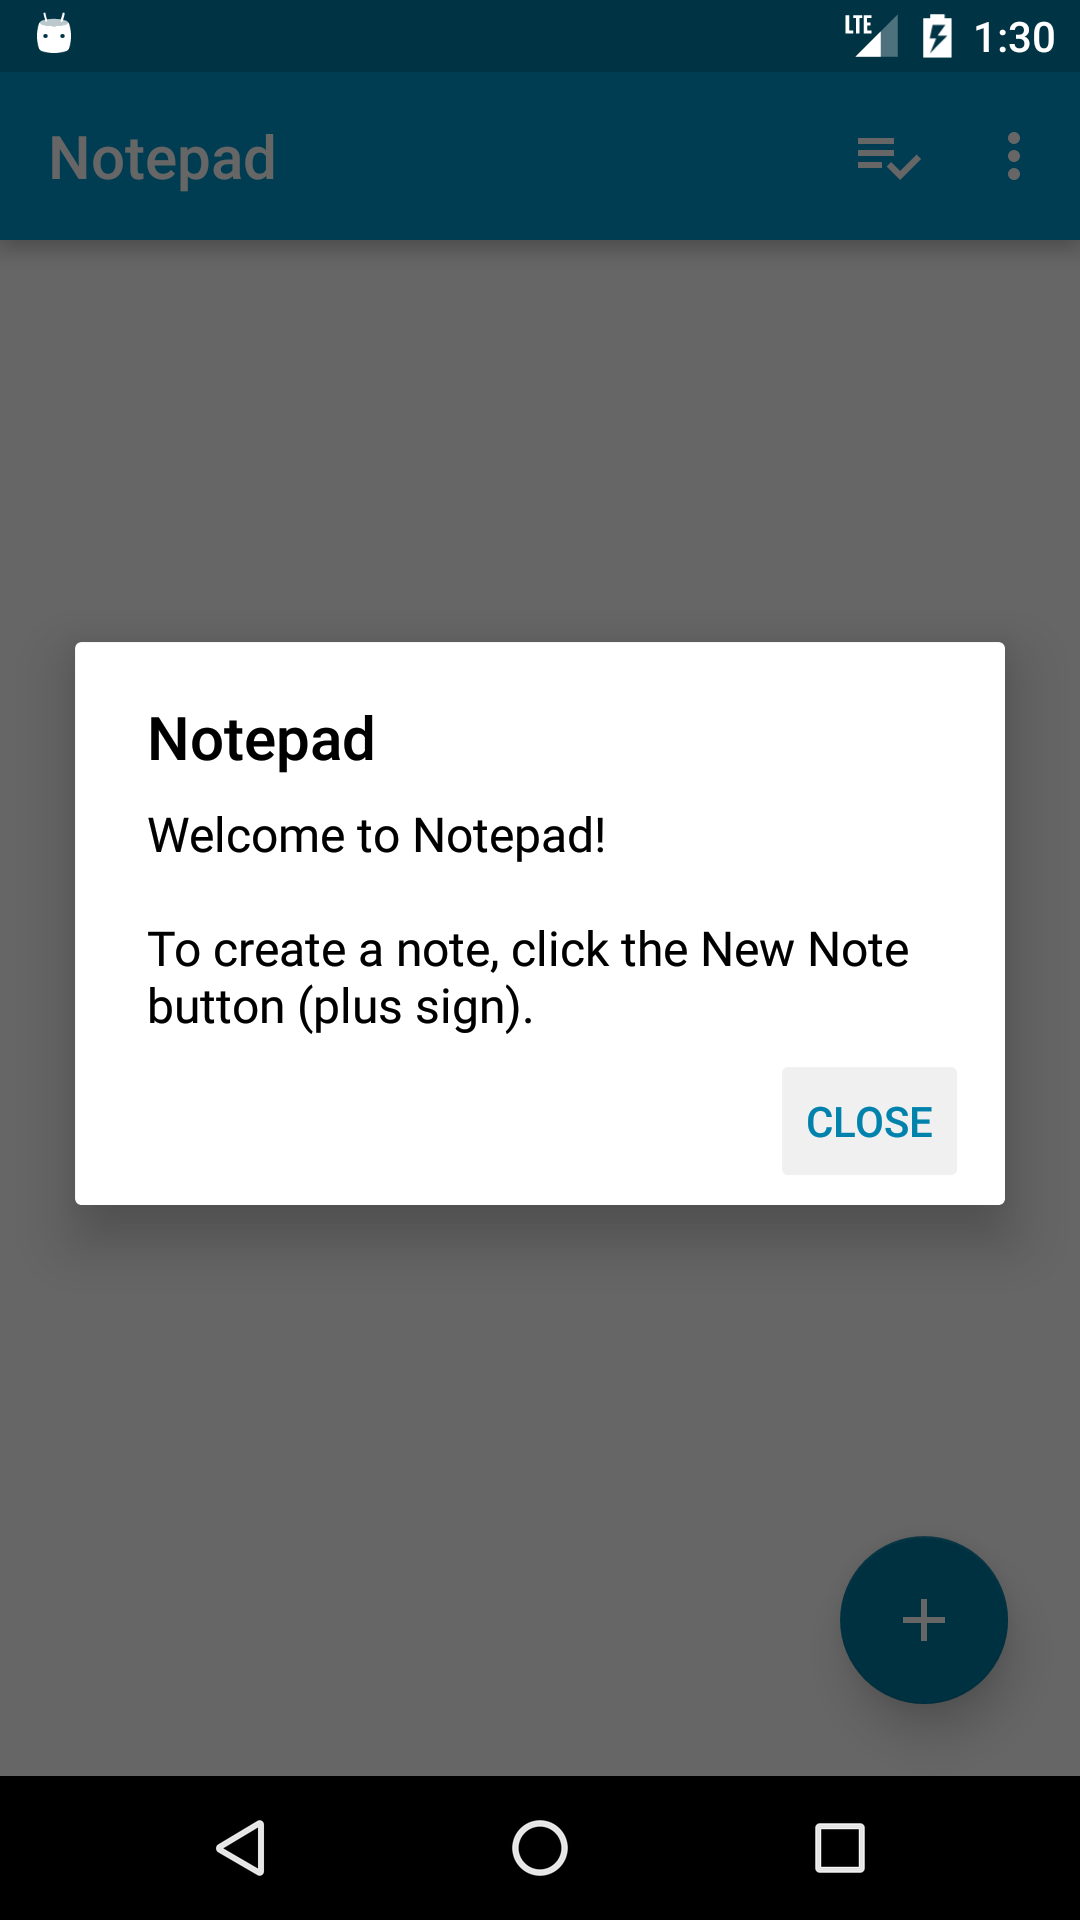 LTE 1:30
Notepad
Notepad
Welcome to Notepad!
To create a note, click the New Note
button (plus sign).
CLOSE